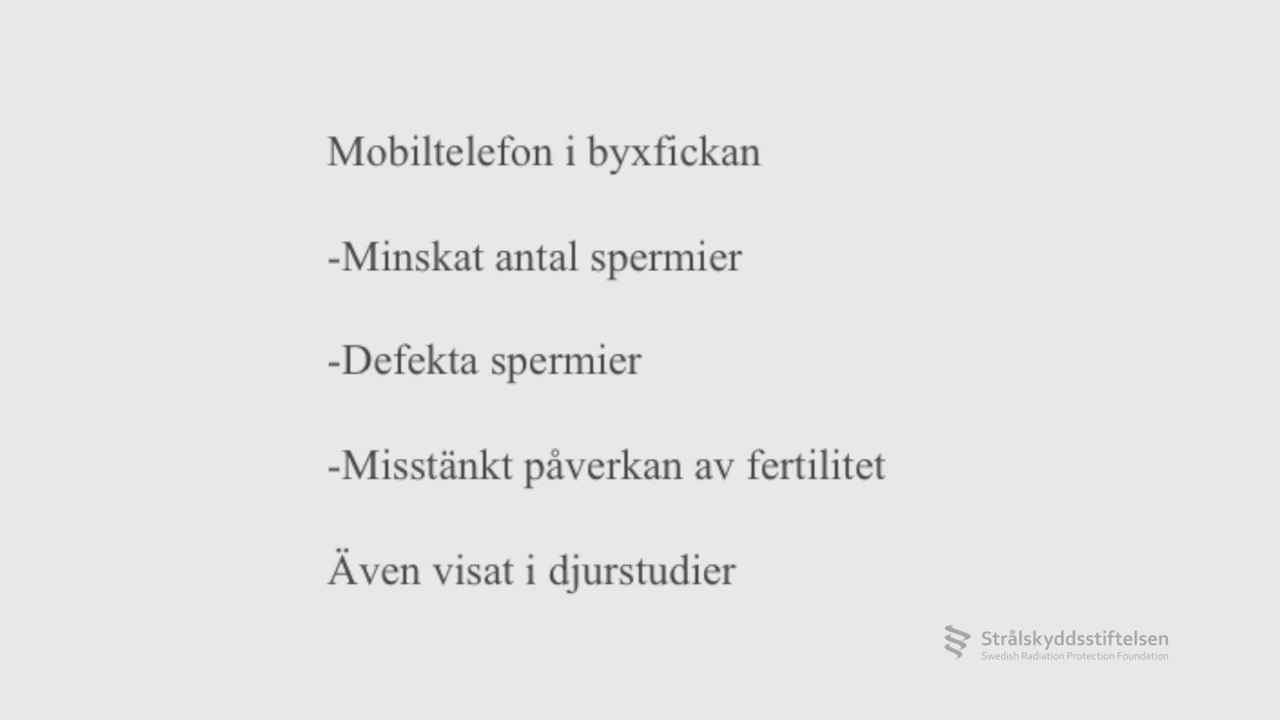 Mobiltelefon i byxfickan
-Minskat antal spermier
-Defekta spermier
-Misstänkt påverkan av fertilitet
Även visat i djurstudier
Strålskyddsstiftelsen
Swedish Radiation Protection Foundation